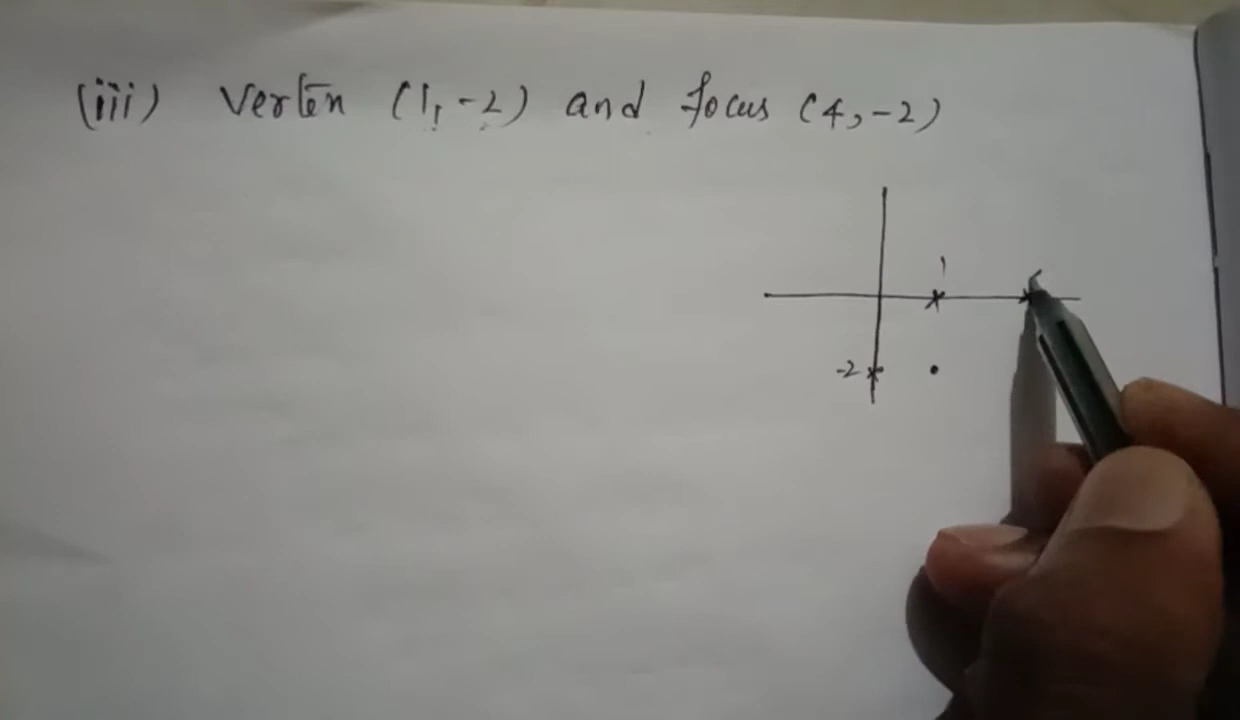 (iii) Vertex (1, -2) and focus (4, -2)
1
-2